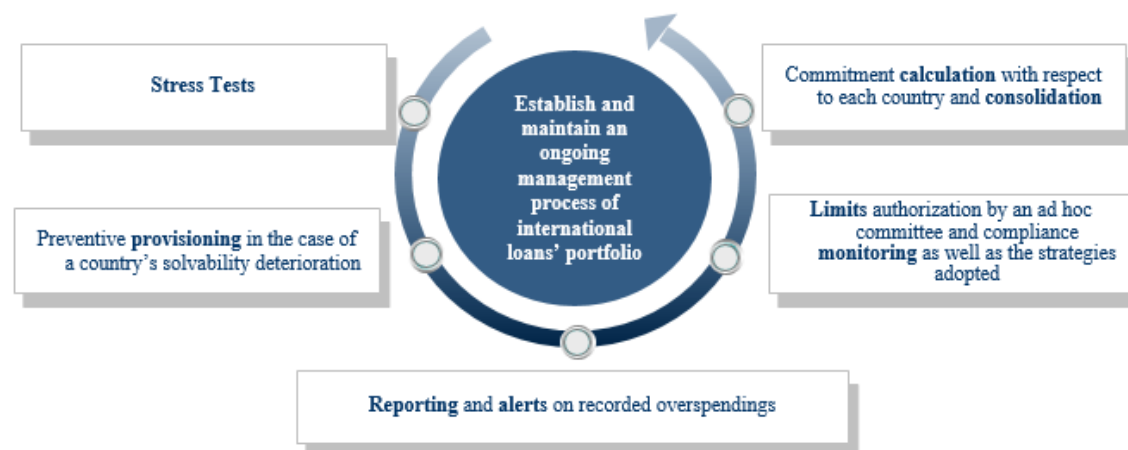 Stress Tests
Preventive provisioning in the case of
a country's solvability deterioration
Establish and
maintain an
ongoing
management
process of
international
loans' portfolio
Commitment calculation with respect
to each country and consolidation
Limits authorization by an ad hoc
committee and compliance
monitoring as well as the strategies
adopted
Reporting and alerts on recorded overspendings